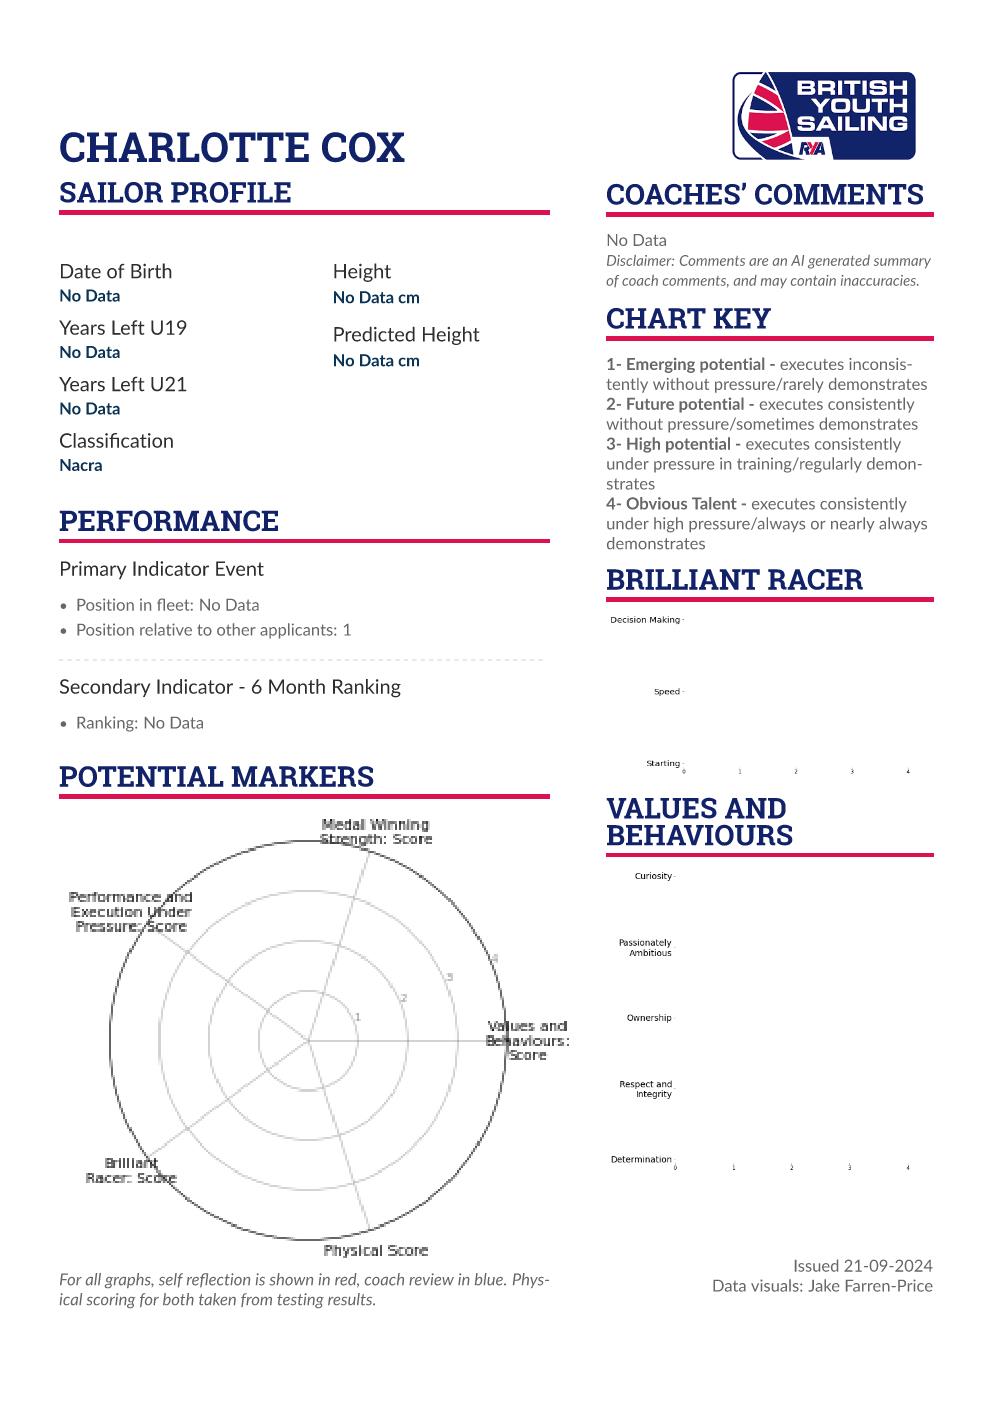 BRITISH
YOUTH
SAILING
RYA
CHARLOTTE COX
SAILOR PROFILE
Date of Birth
No Data
Years Left U19
No Data
Years Left U21
No Data
Classification
Nacra
Height
No Data cm
Predicted Height
No Data cm
PERFORMANCE
Primary Indicator Event
• Position in fleet: No Data
• Position relative to other applicants: 1
Secondary Indicator - 6 Month Ranking
• Ranking: No Data
POTENTIAL MARKERS
Medal Winning
Strength: Score
Performance and
Execution Under
Pressure: Score
4
3
2
1
Values and
Behaviours:
Score
Brilliant
Racer: Score
Physical Score
For all graphs, self reflection is shown in red, coach review in blue. Phys-
ical scoring for both taken from testing results.
COACHES' COMMENTS
No Data
Disclaimer: Comments are an AI generated summary
of coach comments, and may contain inaccuracies.
CHART KEY
1- Emerging potential - executes inconsis-
tently without pressure/rarely demonstrates
2- Future potential - executes consistently
without pressure/sometimes demonstrates
3- High potential - executes consistently
under pressure in training/regularly demon-
strates
4- Obvious Talent - executes consistently
under high pressure/always or nearly always
demonstrates
BRILLIANT RACER
Decision Making
Speed
Starting
0 1 2 3 4
VALUES AND
BEHAVIOURS
Curiosity
Passionately
Ambitious
Ownership
Respect and
Integrity
Determination
0 1 2 3 4
Issued 21-09-2024
Data visuals: Jake Farren-Price